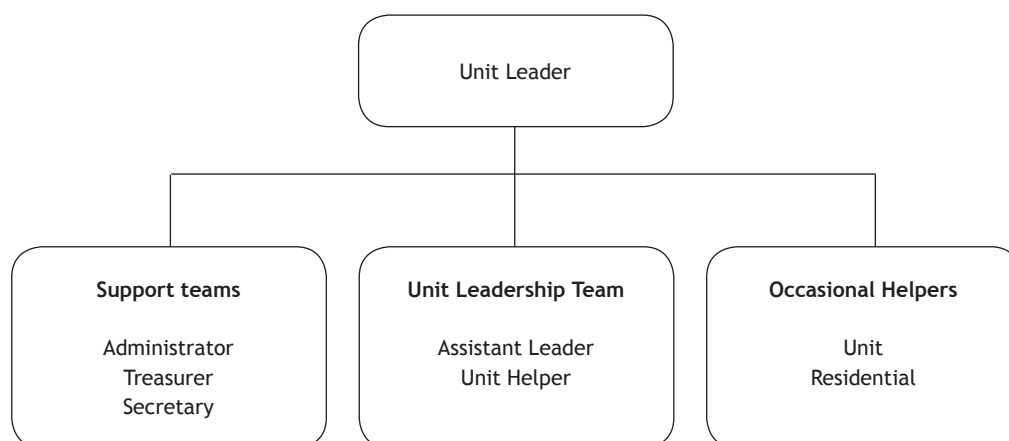 Unit Leader
Support teams
Administrator
Treasurer
Secretary
Unit Leadership Team
Assistant Leader
Unit Helper
Occasional Helpers
Unit
Residential